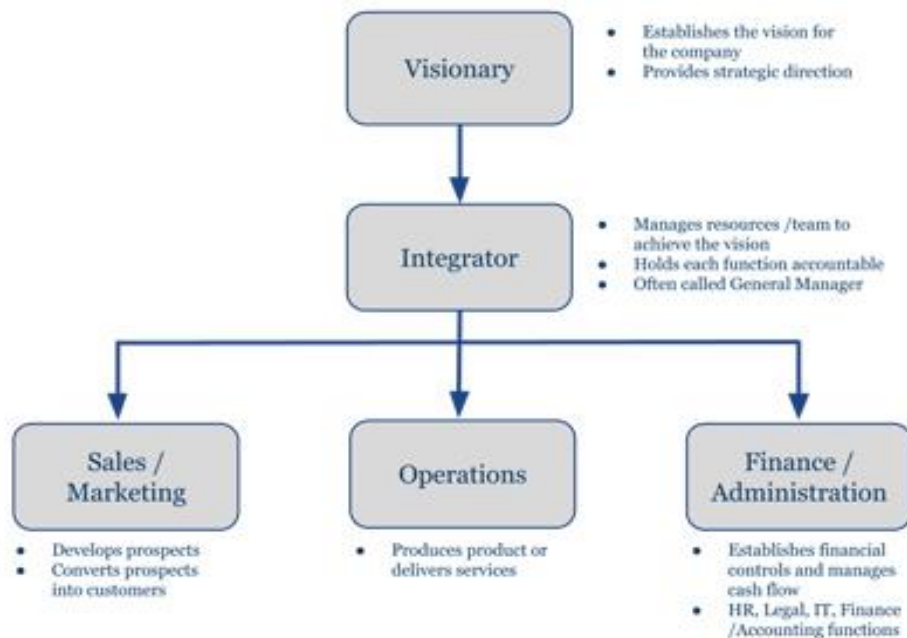 Visionary
● Establishes the vision for
the company
● Provides strategic direction
Integrator
● Manages resources /team to
achieve the vision
● Holds each function accountable
● Often called General Manager
Sales /
Marketing
● Develops prospects
● Converts prospects
into customers
Operations
● Produces product or
delivers services
Finance /
Administration
● Establishes financial
controls and manages
cash flow
● HR, Legal, IT, Finance
/Accounting functions